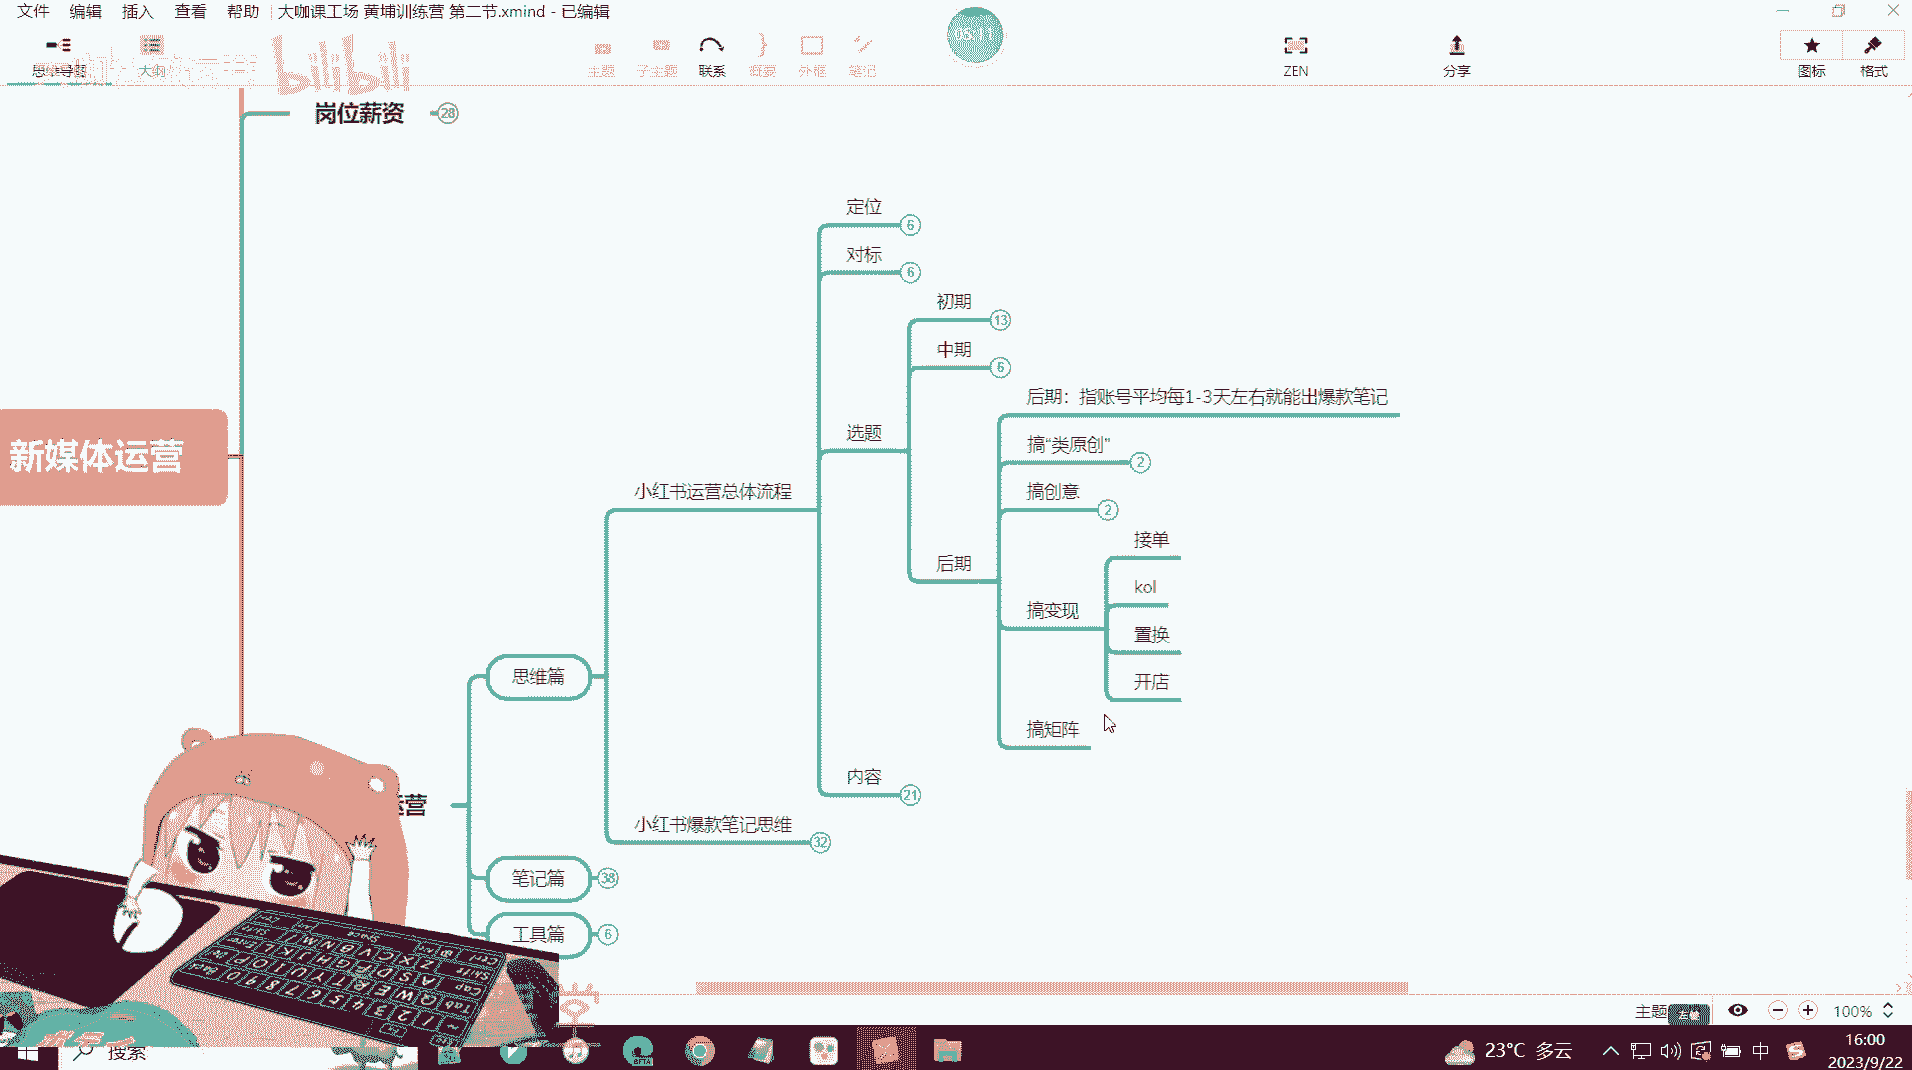 文件 编辑 插入 查看 帮助 大咖课工场 黄埔训练营 第二节.xmind - 已编辑
思维导图 大纲 bilibili 主题 子主题 联系 概要 外框 笔记 ZEN 分享 图标 格式
岗位薪资 28
定位 6
对标 6
初期 13
中期 6
后期：指账号平均每1-3天左右就能出爆款笔记
选题
搞“类原创” 2
新媒体运营
小红书运营总体流程
搞创意 2
接单
后期
kol
搞变现
置换
思维篇
开店
搞矩阵
内容 21
运营
小红书爆款笔记思维 32
笔记篇 38
工具篇 6
主题
100%
搜索
23°C 多云
中
16:00
2023/9/22